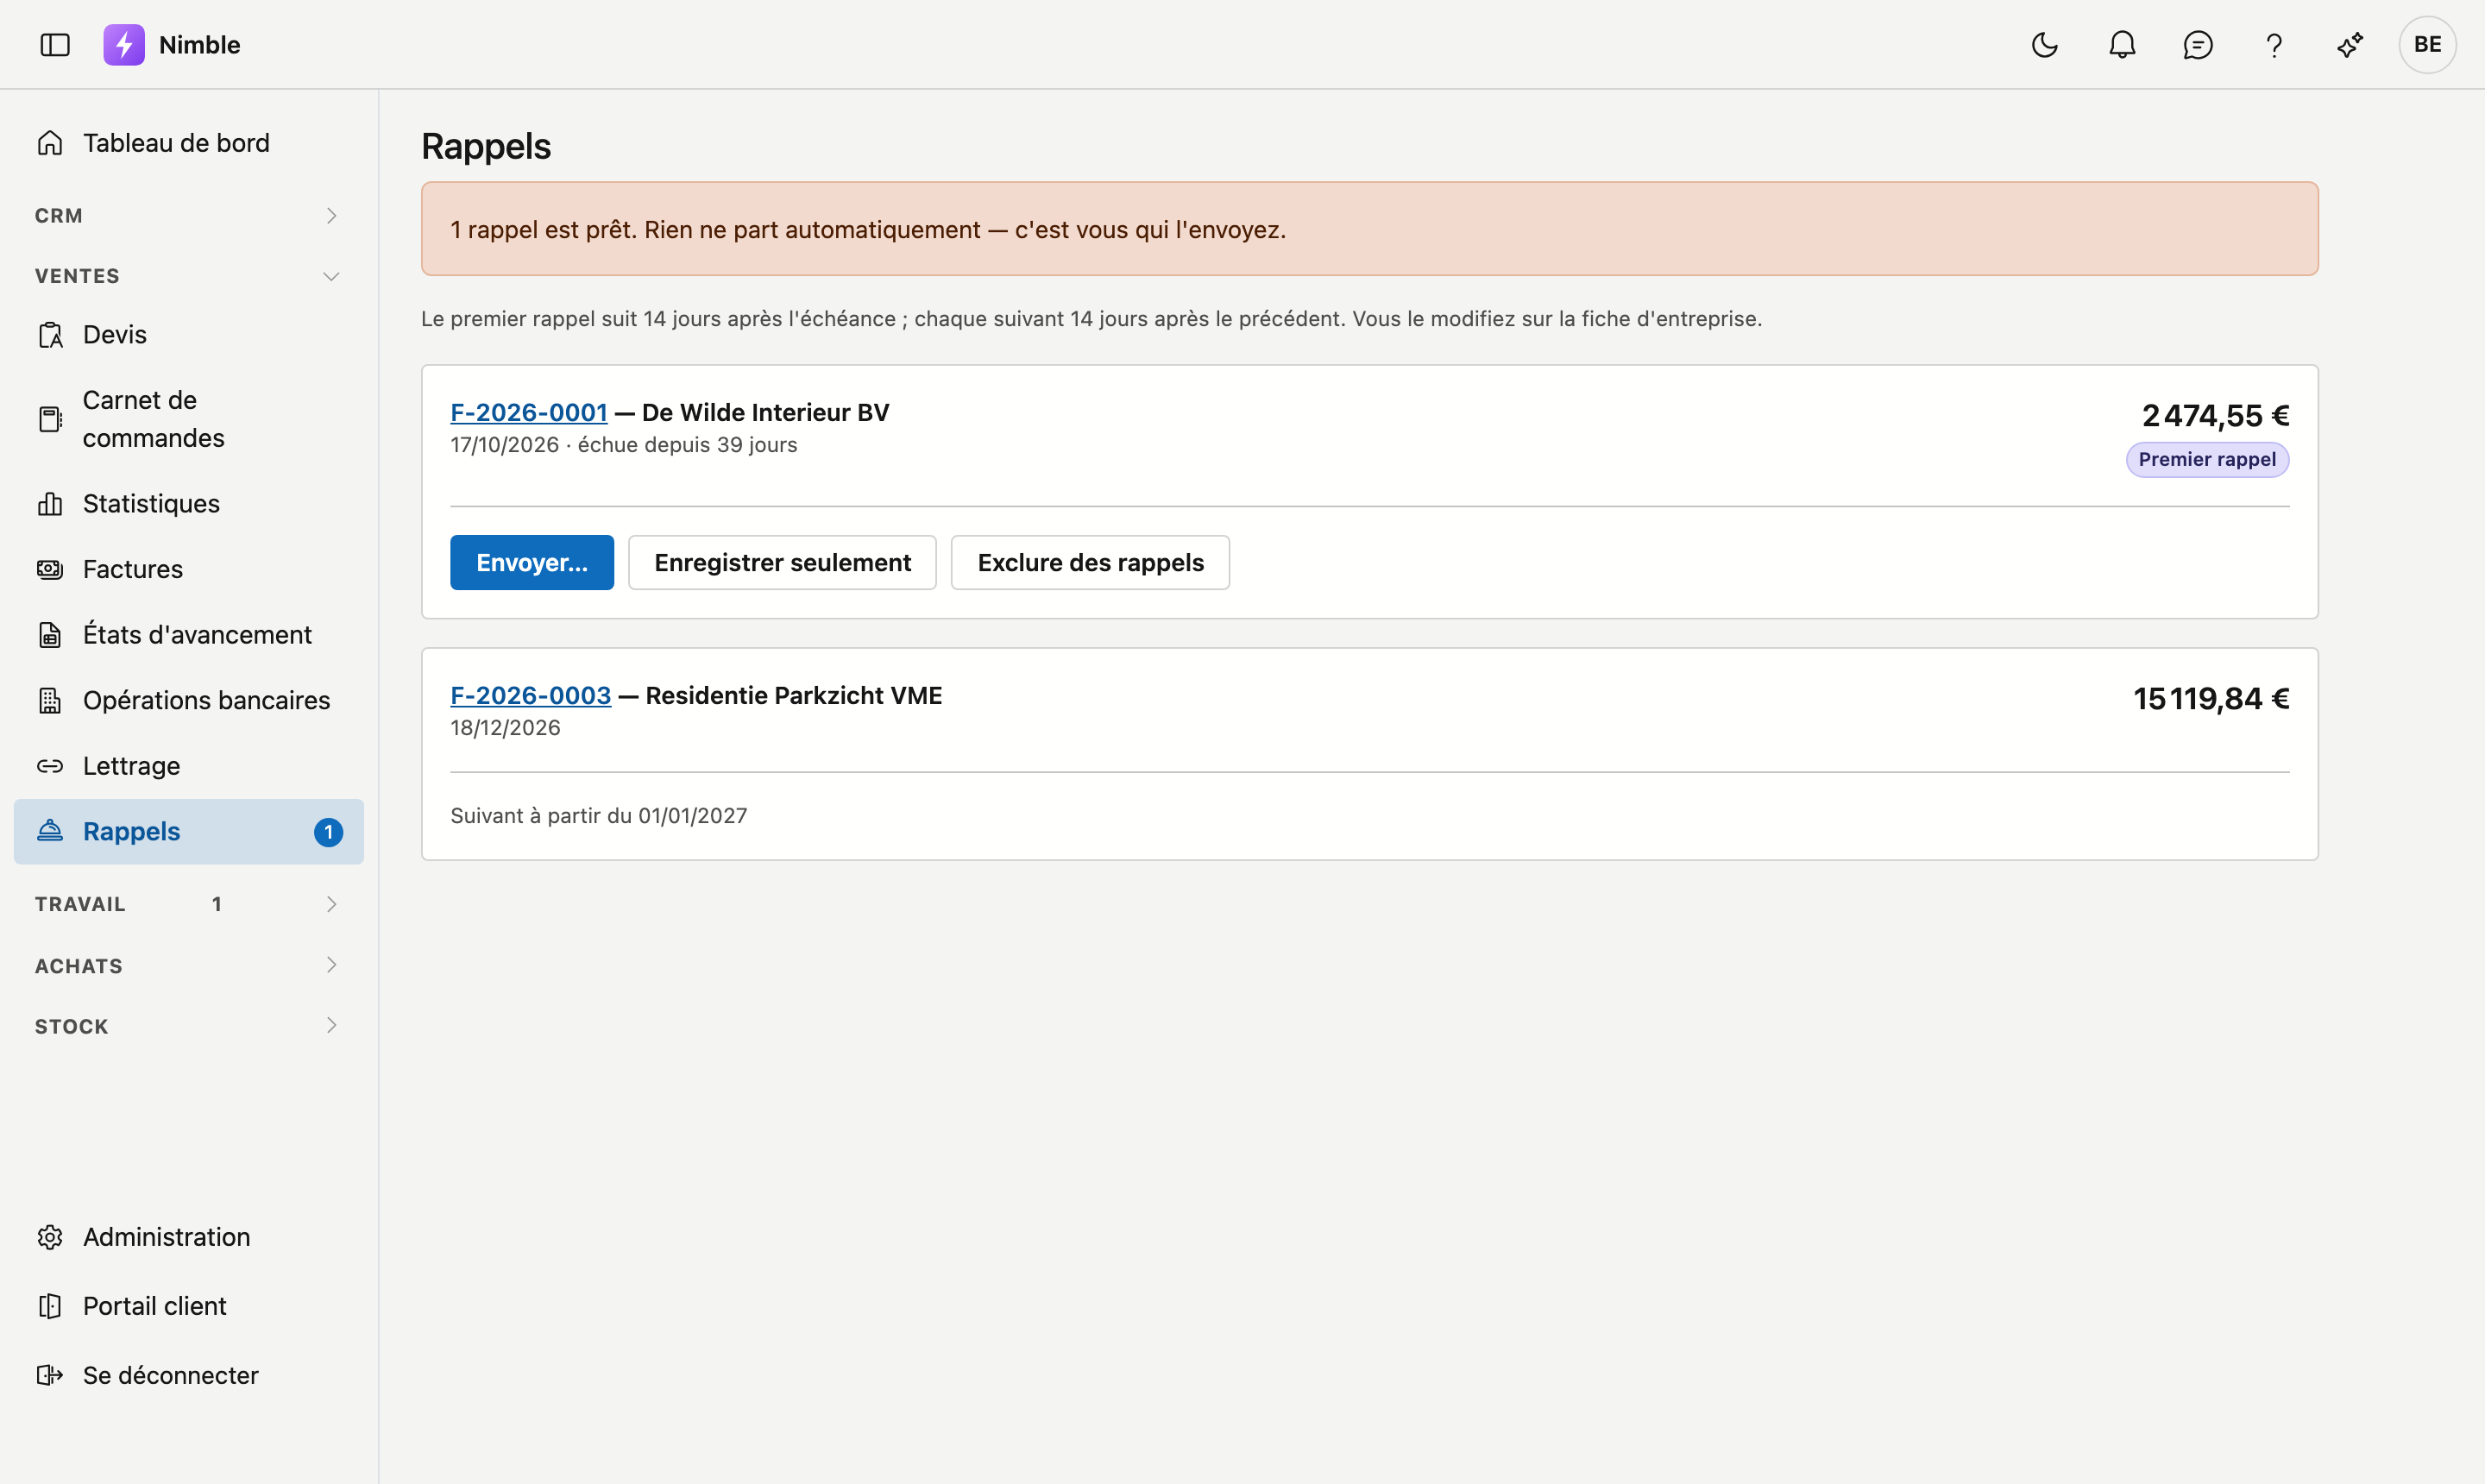 Nimble
BE
Tableau de bord
CRM
VENTES
Devis
Carnet de
commandes
Statistiques
Factures
États d'avancement
Opérations bancaires
Lettrage
Rappels 1
TRAVAIL 1
ACHATS
STOCK
Administration
Portail client
Se déconnecter
Rappels
1 rappel est prêt. Rien ne part automatiquement — c'est vous qui l'envoyez.
Le premier rappel suit 14 jours après l'échéance ; chaque suivant 14 jours après le précédent. Vous le modifiez sur la fiche d'entreprise.
F-2026-0001 — De Wilde Interieur BV
2 474,55 €
17/10/2026 · échue depuis 39 jours
Premier rappel
Envoyer... Enregistrer seulement Exclure des rappels
F-2026-0003 — Residentie Parkzicht VME
15 119,84 €
18/12/2026
Suivant à partir du 01/01/2027